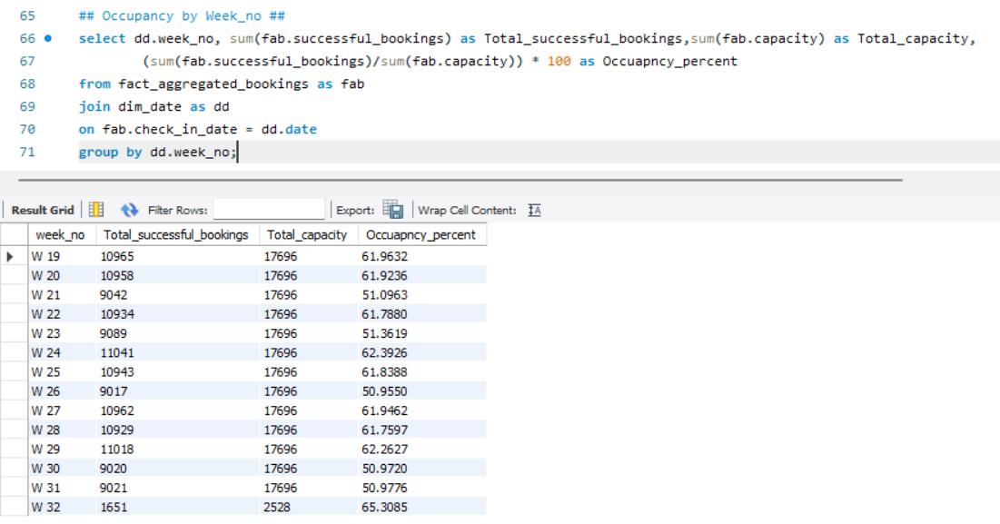 65 ## Occupancy by Week_no ##
66 select dd.week_no, sum(fab.successful_bookings) as Total_successful_bookings,sum(fab.capacity) as Total_capacity,
67 (sum(fab.successful_bookings)/sum(fab.capacity)) * 100 as Occuapncy_percent
68 from fact_aggregated_bookings as fab
69 join dim_date as dd
70 on fab.check_in_date = dd.date
71 group by dd.week_no;
Result Grid Filter Rows: Export: Wrap Cell Content: IA
week_no Total_successful_bookings Total_capacity Occuapncy_percent
W 19 10965 17696 61.9632
W 20 10958 17696 61.9236
W 21 9042 17696 51.0963
W 22 10934 17696 61.7880
W 23 9089 17696 51.3619
W 24 11041 17696 62.3926
W 25 10943 17696 61.8388
W 26 9017 17696 50.9550
W 27 10962 17696 61.9462
W 28 10929 17696 61.7597
W 29 11018 17696 62.2627
W 30 9020 17696 50.9720
W 31 9021 17696 50.9776
W 32 1651 2528 65.3085